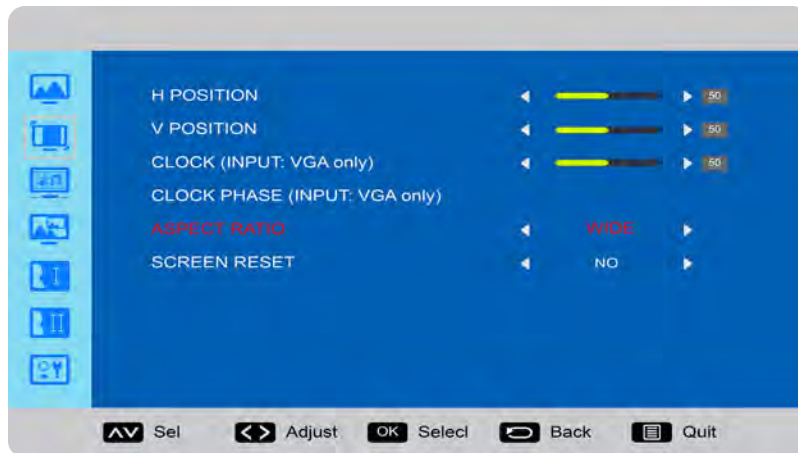 H POSITION 50
V POSITION 50
CLOCK (INPUT: VGA only) 50
CLOCK PHASE (INPUT: VGA only)
ASPECT RATIO WIDE
SCREEN RESET NO
Sel Adjust OK Selecl Back Quit